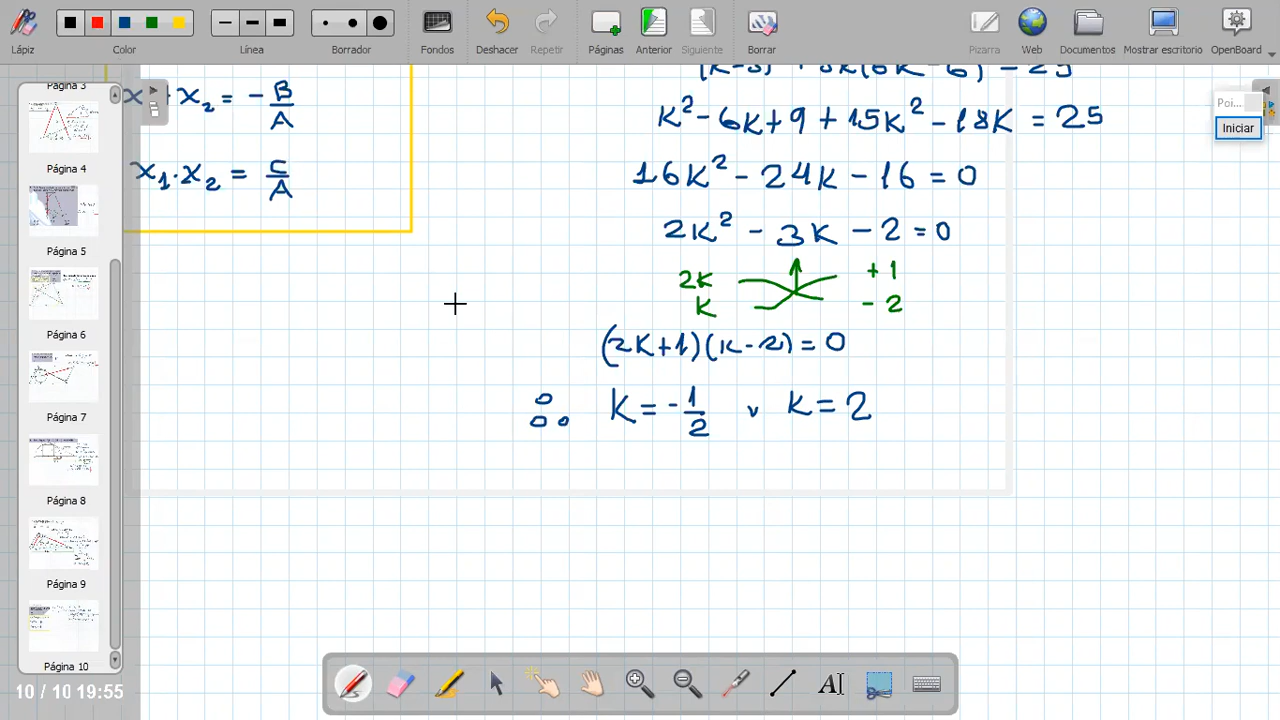 Lápiz
Color
Línea
Borrador
Fondos
Deshacer
Repetir
Páginas
Anterior
Siguiente
Borrar
Pizarra
Web
Documentos
Mostrar escritorio
OpenBoard
Poi...
Iniciar
Página 3
Página 4
Página 5
Página 6
Página 7
Página 8
Página 9
Página 10
10 / 10 19:55
x₂ = - B/A
x₁·x₂ = C/A
k² - 6k + 9 + 15k² - 18k = 25
16k² - 24k - 16 = 0
2k² - 3k - 2 = 0
2k +1
k -2
(2k+1)(k-2) = 0
∴ k = -1/2 v k = 2